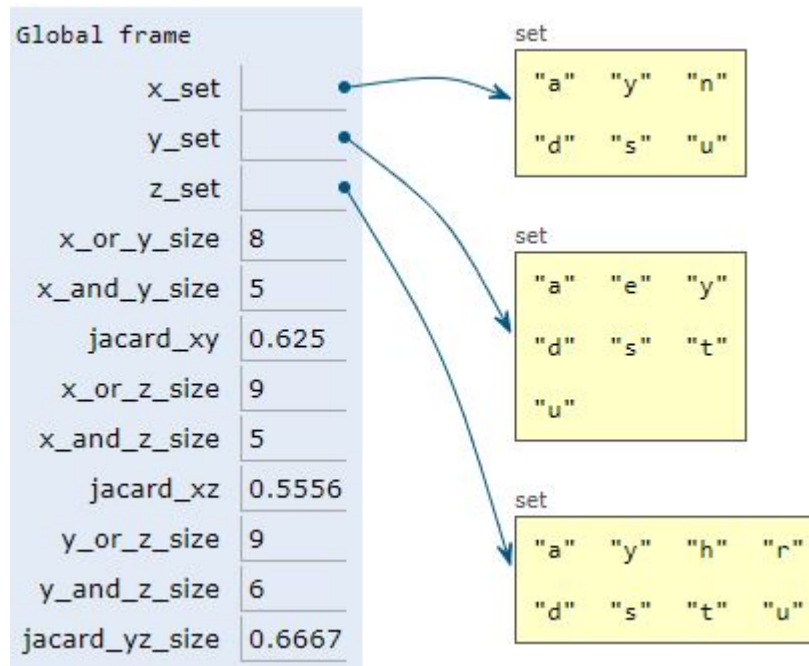 Global frame
x_set
y_set
z_set
x_or_y_size 8
x_and_y_size 5
jacard_xy 0.625
x_or_z_size 9
x_and_z_size 5
jacard_xz 0.5556
y_or_z_size 9
y_and_z_size 6
jacard_yz_size 0.6667
set
"a" "y" "n"
"d" "s" "u"
set
"a" "e" "y"
"d" "s" "t"
"u"
set
"a" "y" "h" "r"
"d" "s" "t" "u"